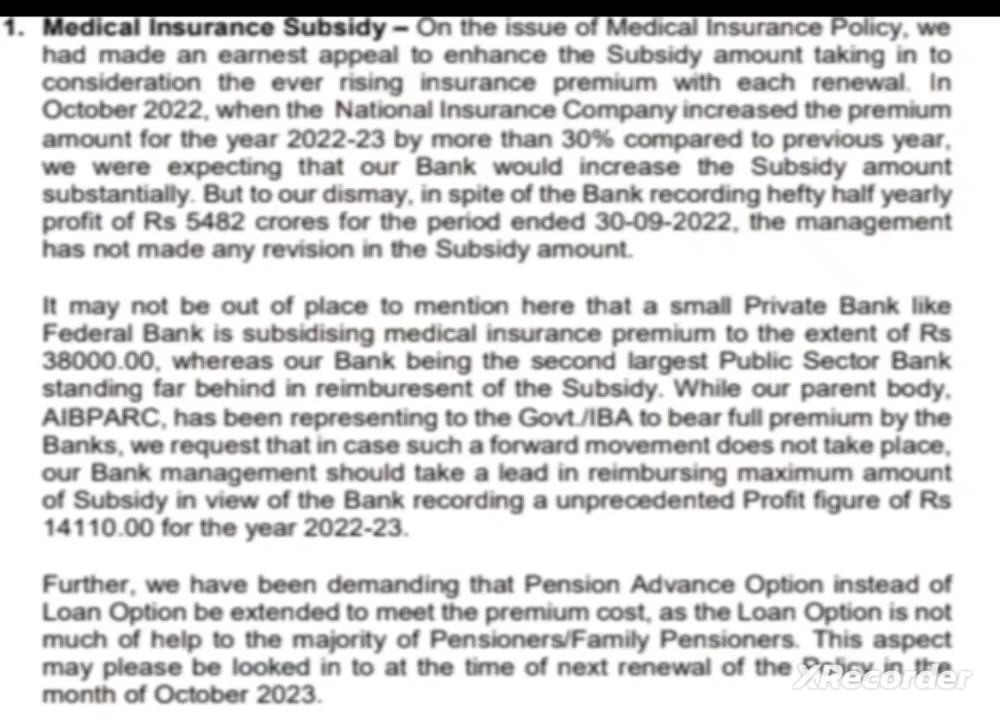 1. Medical Insurance Subsidy – On the issue of Medical Insurance Policy, we
had made an earnest appeal to enhance the Subsidy amount taking in to
consideration the ever rising insurance premium with each renewal. In
October 2022, when the National Insurance Company increased the premium
amount for the year 2022-23 by more than 30% compared to previous year,
we were expecting that our Bank would increase the Subsidy amount
substantially. But to our dismay, in spite of the Bank recording hefty half yearly
profit of Rs 5482 crores for the period ended 30-09-2022, the management
has not made any revision in the Subsidy amount.
It may not be out of place to mention here that a small Private Bank like
Federal Bank is subsidising medical insurance premium to the extent of Rs
38000.00, whereas our Bank being the second largest Public Sector Bank
standing far behind in reimburesent of the Subsidy. While our parent body,
AIBPARC, has been representing to the Govt./IBA to bear full premium by the
Banks, we request that in case such a forward movement does not take place,
our Bank management should take a lead in reimbursing maximum amount
of Subsidy in view of the Bank recording a unprecedented Profit figure of Rs
14110.00 for the year 2022-23.
Further, we have been demanding that Pension Advance Option instead of
Loan Option be extended to meet the premium cost, as the Loan Option is not
much of help to the majority of Pensioners/Family Pensioners. This aspect
may please be looked in to at the time of next renewal of the Policy in the
month of October 2023.
XRecorder